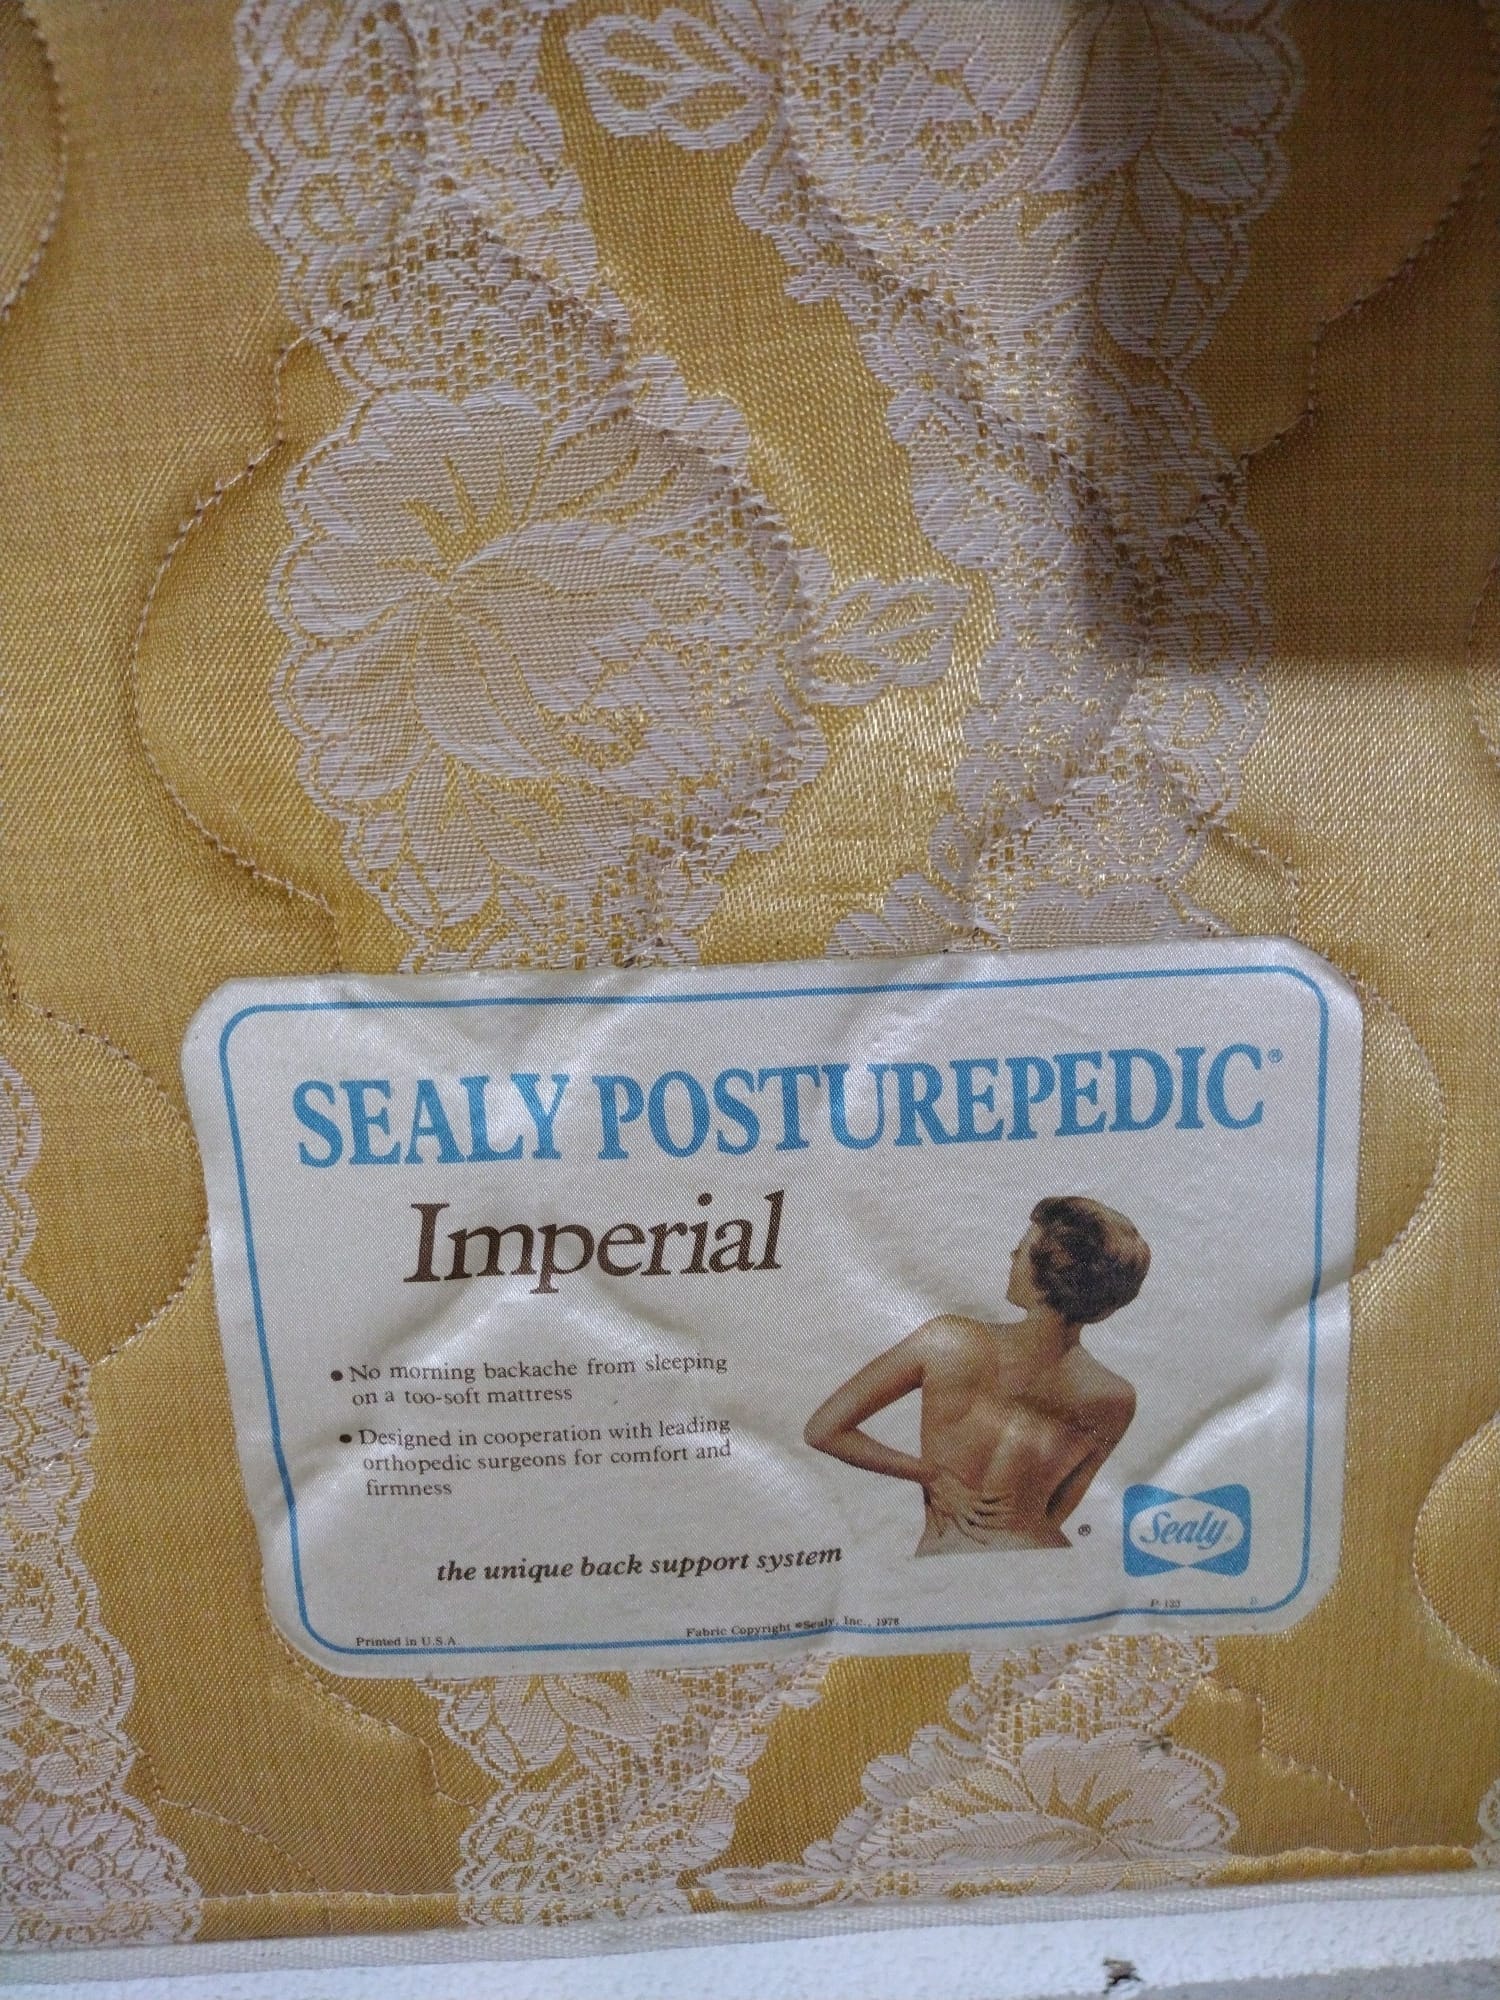 SEALY POSTUREPEDIC®
Imperial
• No morning backache from sleeping
on a too-soft mattress
• Designed in cooperation with leading
orthopedic surgeons for comfort and
firmness
the unique back support system
®
Sealy
P. 133
Printed in U.S.A.
Fabric Copyright ©Sealy, Inc., 1978